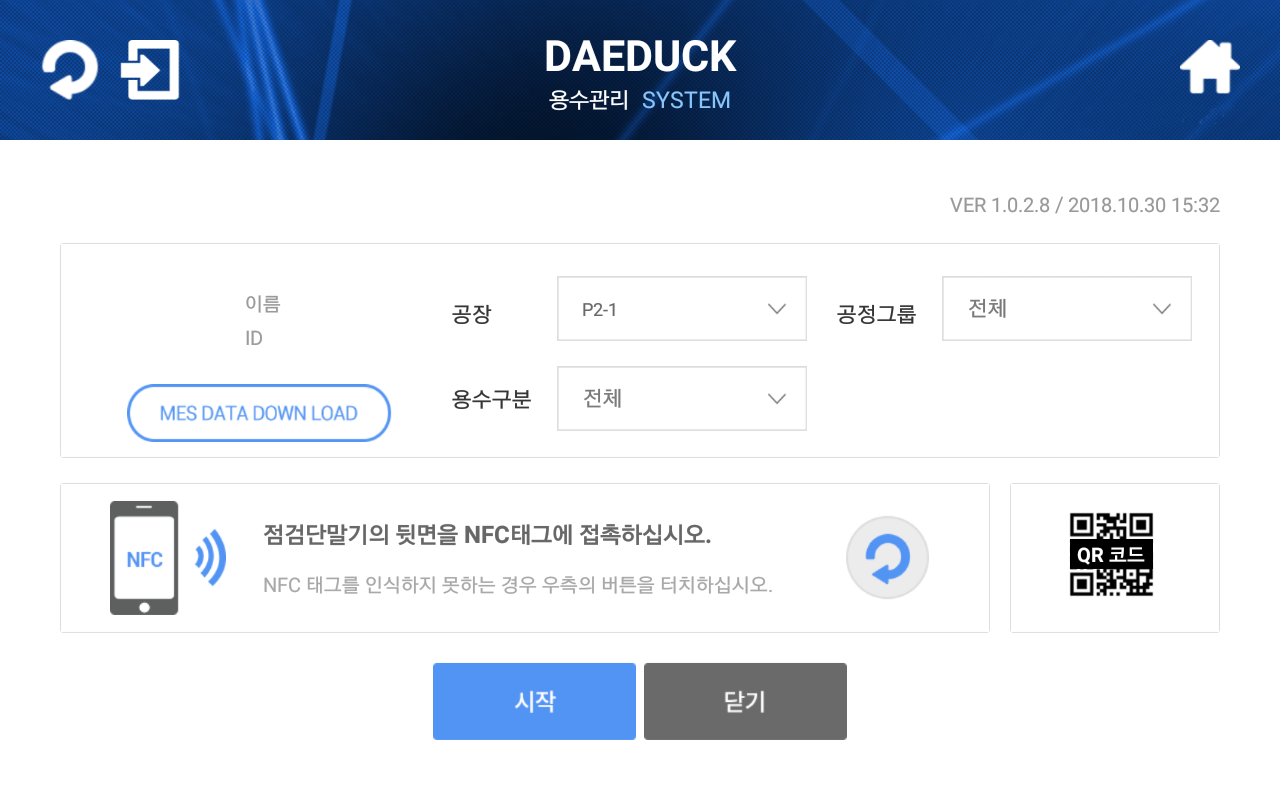 DAEDUCK
용수관리 SYSTEM
VER 1.0.2.8 / 2018.10.30 15:32
이름
ID
MES DATA DOWN LOAD
공장
P2-1
공정그룹
전체
용수구분
전체
NFC
점검단말기의 뒷면을 NFC태그에 접촉하십시오.
NFC 태그를 인식하지 못하는 경우 우측의 버튼을 터치하십시오.
QR 코드
시작
닫기